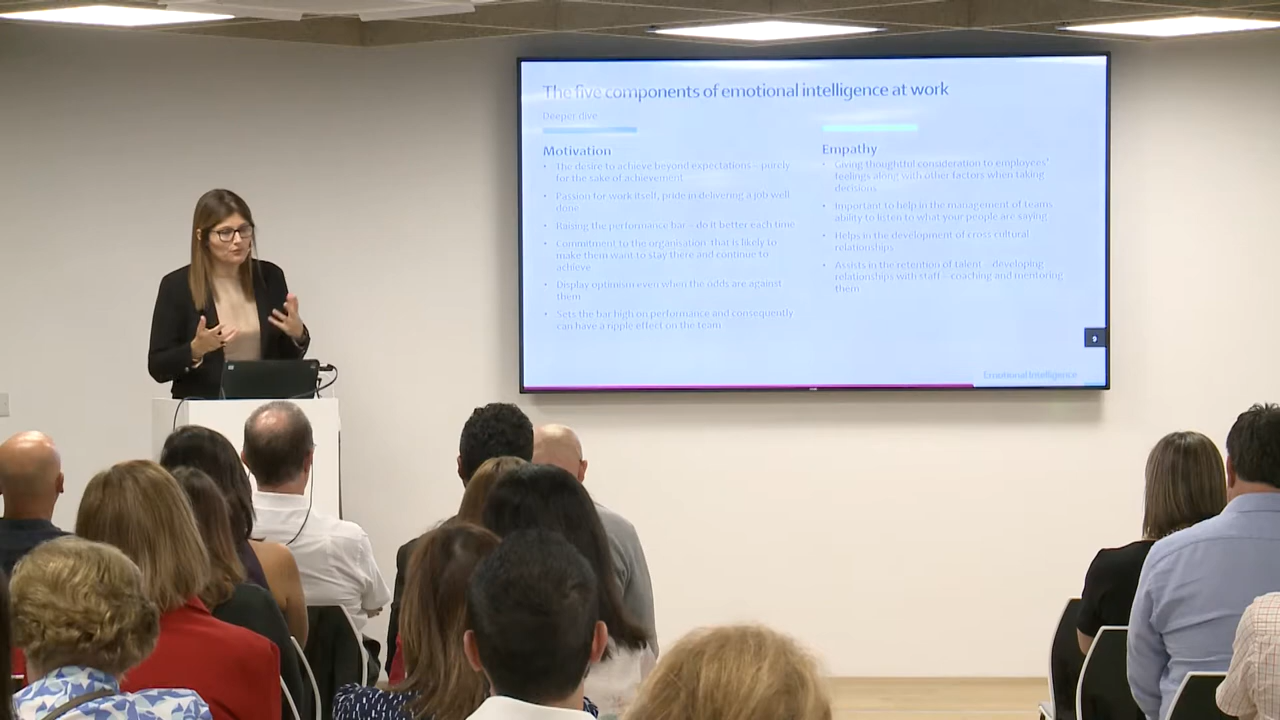 The five components of emotional intelligence at work
Deeper dive
Motivation
• The desire to achieve beyond expectations – purely
for the sake of achievement
• Passion for work itself, pride in delivering a job well
done
• Raising the performance bar – do it better each time
• Commitment to the organisation that is likely to
make them want to stay there and continue to
achieve
• Display optimism even when the odds are against
them
• Sets the bar high on performance and consequently
can have a ripple effect on the team
Empathy
• Giving thoughtful consideration to employees'
feelings along with other factors when taking
decisions
• Important to help in the management of teams
ability to listen to what your people are saying
• Helps in the development of cross cultural
relationships
• Assists in the retention of talent – developing
relationships with staff – coaching and mentoring
them
9
Emotional Intelligence